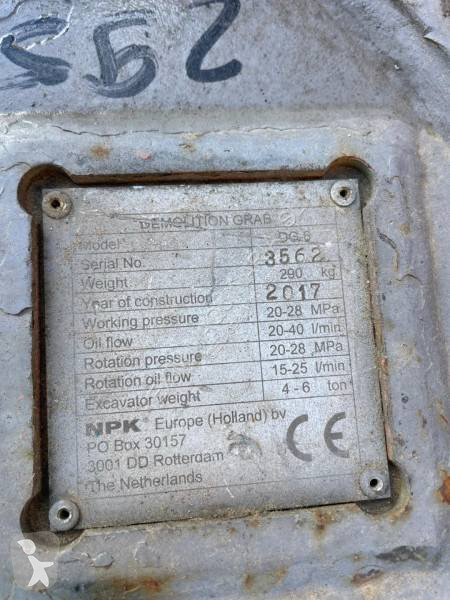 252
DEMOLITION GRAB
Model DG-8
Serial No. 3562
Weight 290 kg
Year of construction 2017
Working pressure 20-28 MPa
Oil flow 20-40 l/min
Rotation pressure 20-28 MPa
Rotation oil flow 15-25 l/min
Excavator weight 4 - 6 ton
NPK Europe (Holland) bv
PO Box 30157
3001 DD Rotterdam
The Netherlands
CE